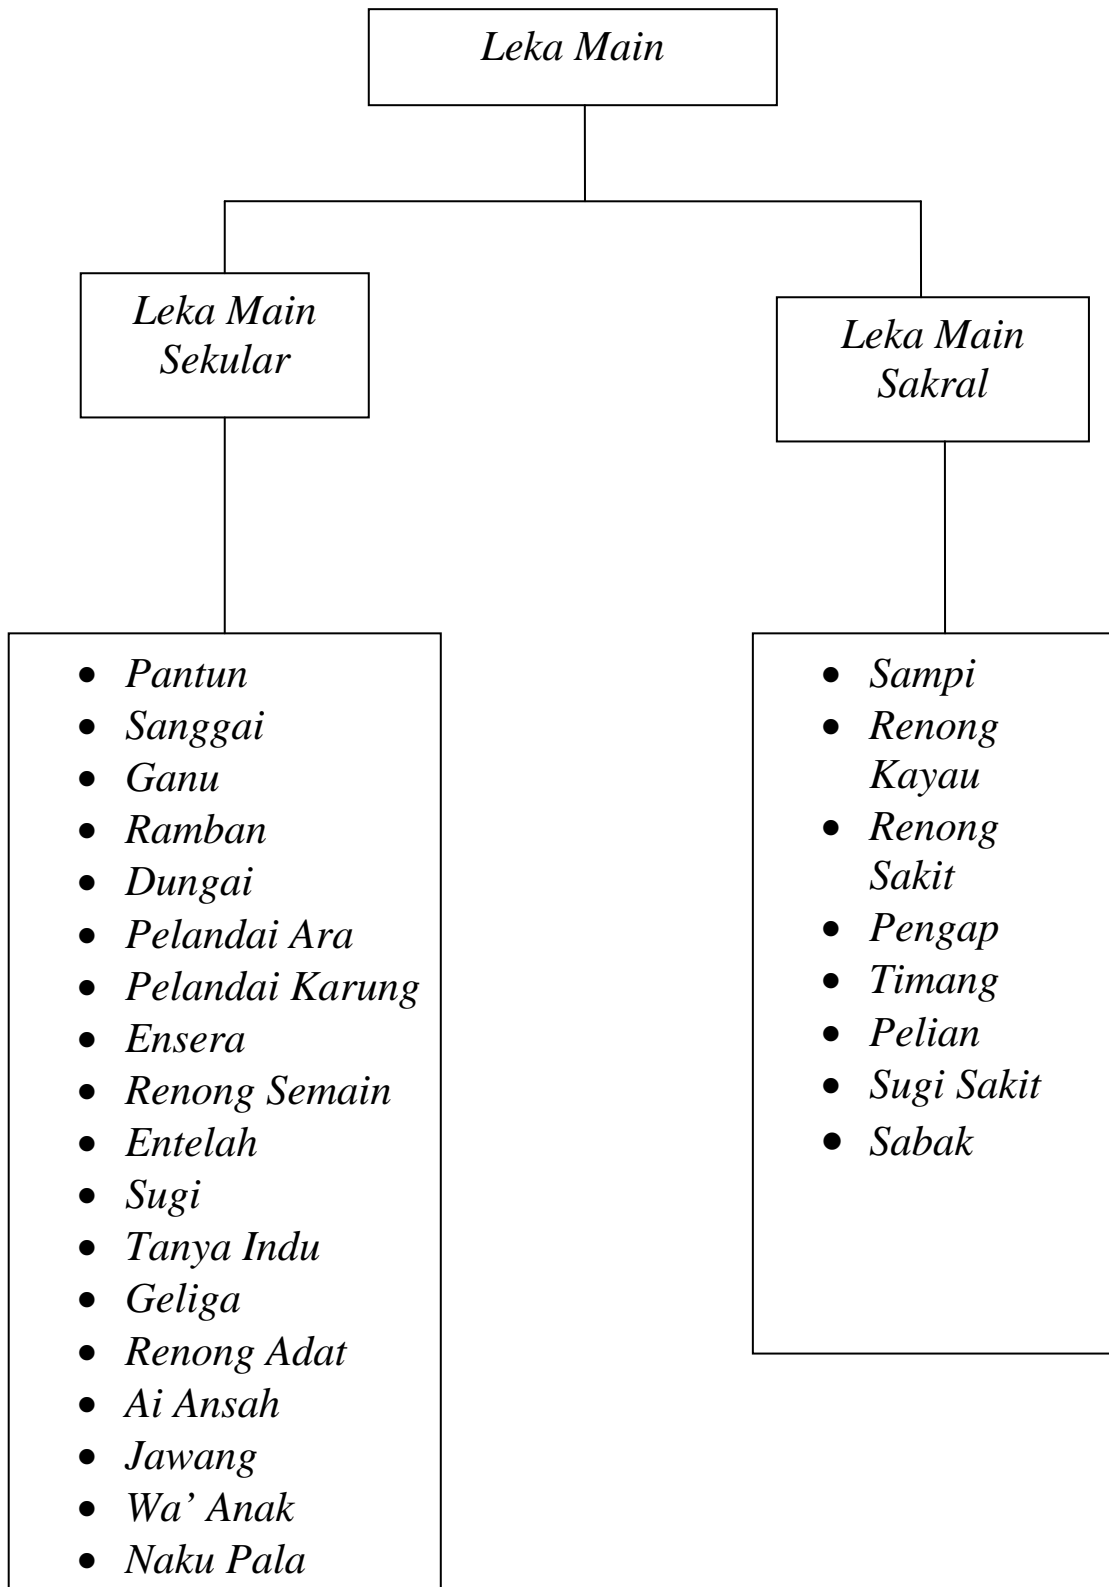 Leka Main
Leka Main
Sekular
Leka Main
Sakral
• Pantun
• Sanggai
• Ganu
• Ramban
• Dungai
• Pelandai Ara
• Pelandai Karung
• Ensera
• Renong Semain
• Entelah
• Sugi
• Tanya Indu
• Geliga
• Renong Adat
• Ai Ansah
• Jawang
• Wa’ Anak
• Naku Pala
• Sampi
• Renong
Kayau
• Renong
Sakit
• Pengap
• Timang
• Pelian
• Sugi Sakit
• Sabak